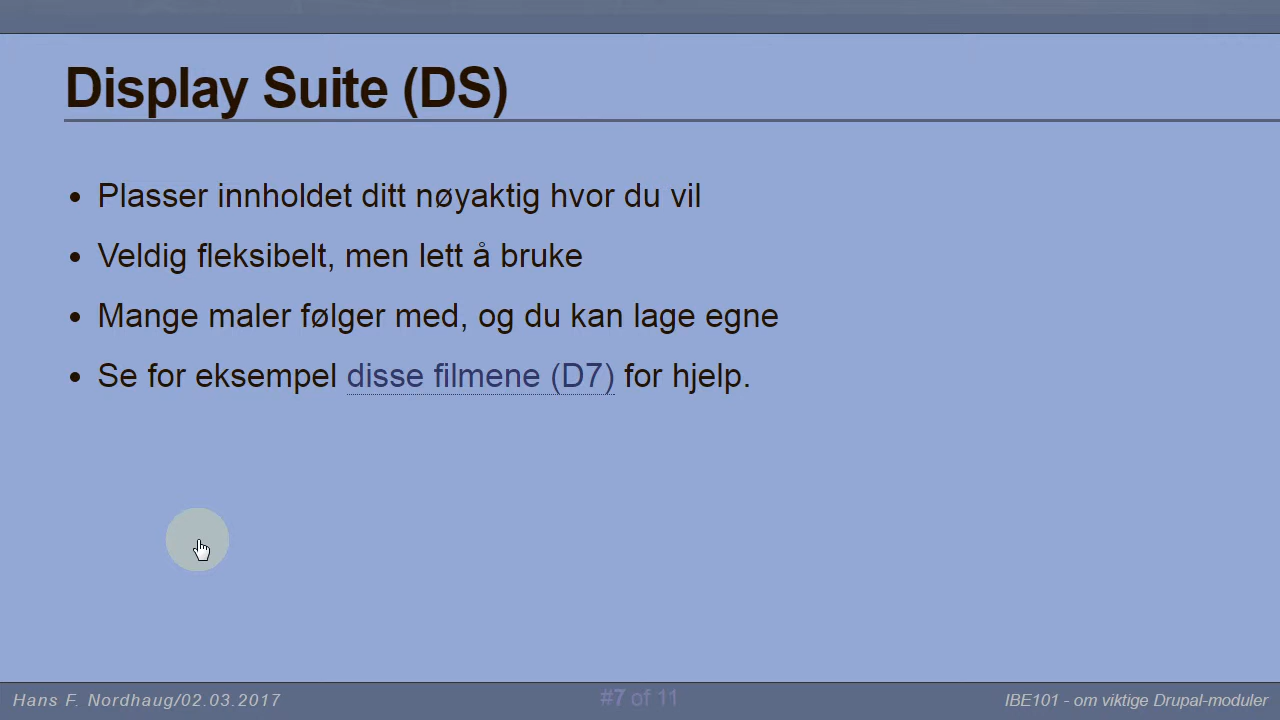 Display Suite (DS)
Plasser innholdet ditt nøyaktig hvor du vil
Veldig fleksibelt, men lett å bruke
Mange maler følger med, og du kan lage egne
Se for eksempel disse filmene (D7) for hjelp.
Hans F. Nordhaug/02.03.2017
#7 of 11
IBE101 - om viktige Drupal-moduler